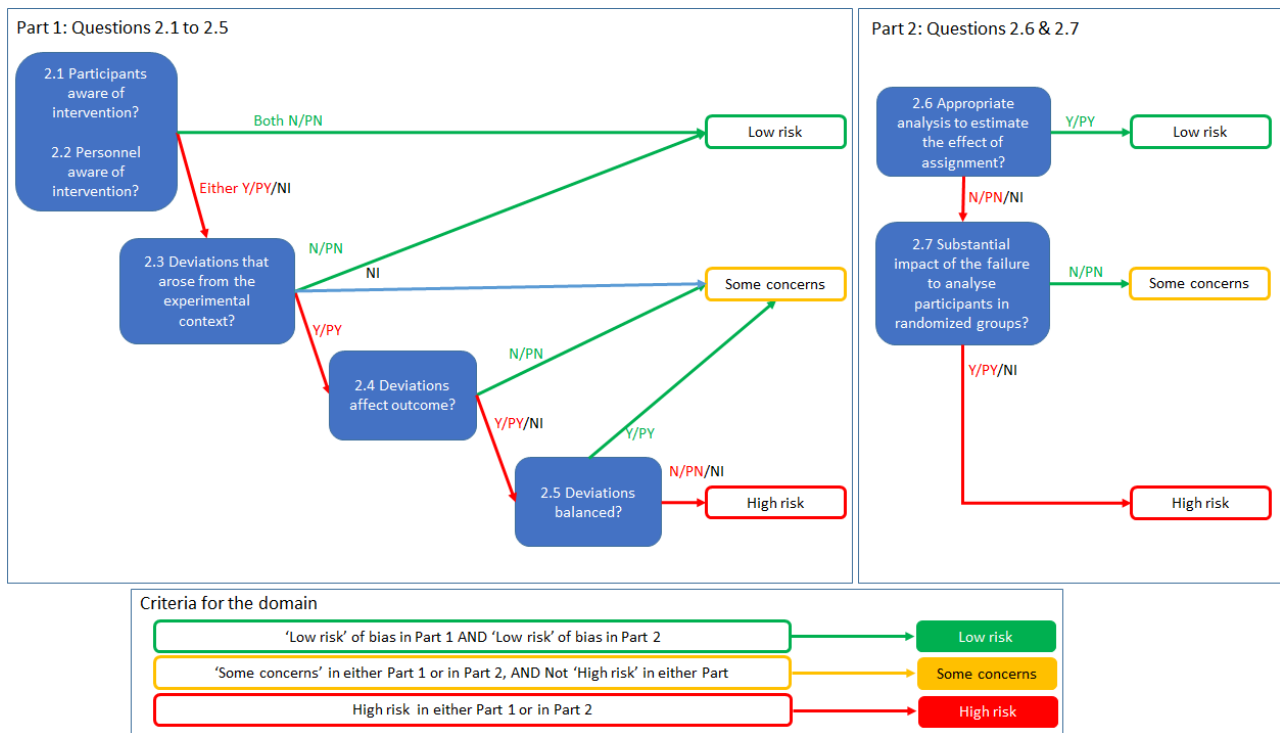 Part 1: Questions 2.1 to 2.5
2.1 Participants
aware of
intervention?
2.2 Personnel
aware of
intervention?
Both N/PN
Low risk
Either Y/PY/NI
2.3 Deviations that
arose from the
experimental
context?
N/PN
NI
Some concerns
Y/PY
2.4 Deviations
affect outcome?
N/PN
Y/PY/NI
Y/PY
2.5 Deviations
balanced?
N/PN/NI
High risk
Part 2: Questions 2.6 & 2.7
2.6 Appropriate
analysis to estimate
the effect of
assignment?
Y/PY
Low risk
N/PN/NI
2.7 Substantial
impact of the failure
to analyse
participants in
randomized groups?
N/PN
Some concerns
Y/PY/NI
High risk
Criteria for the domain
‘Low risk’ of bias in Part 1 AND ‘Low risk’ of bias in Part 2
Low risk
‘Some concerns’ in either Part 1 or in Part 2, AND Not ‘High risk’ in either Part
Some concerns
High risk in either Part 1 or in Part 2
High risk